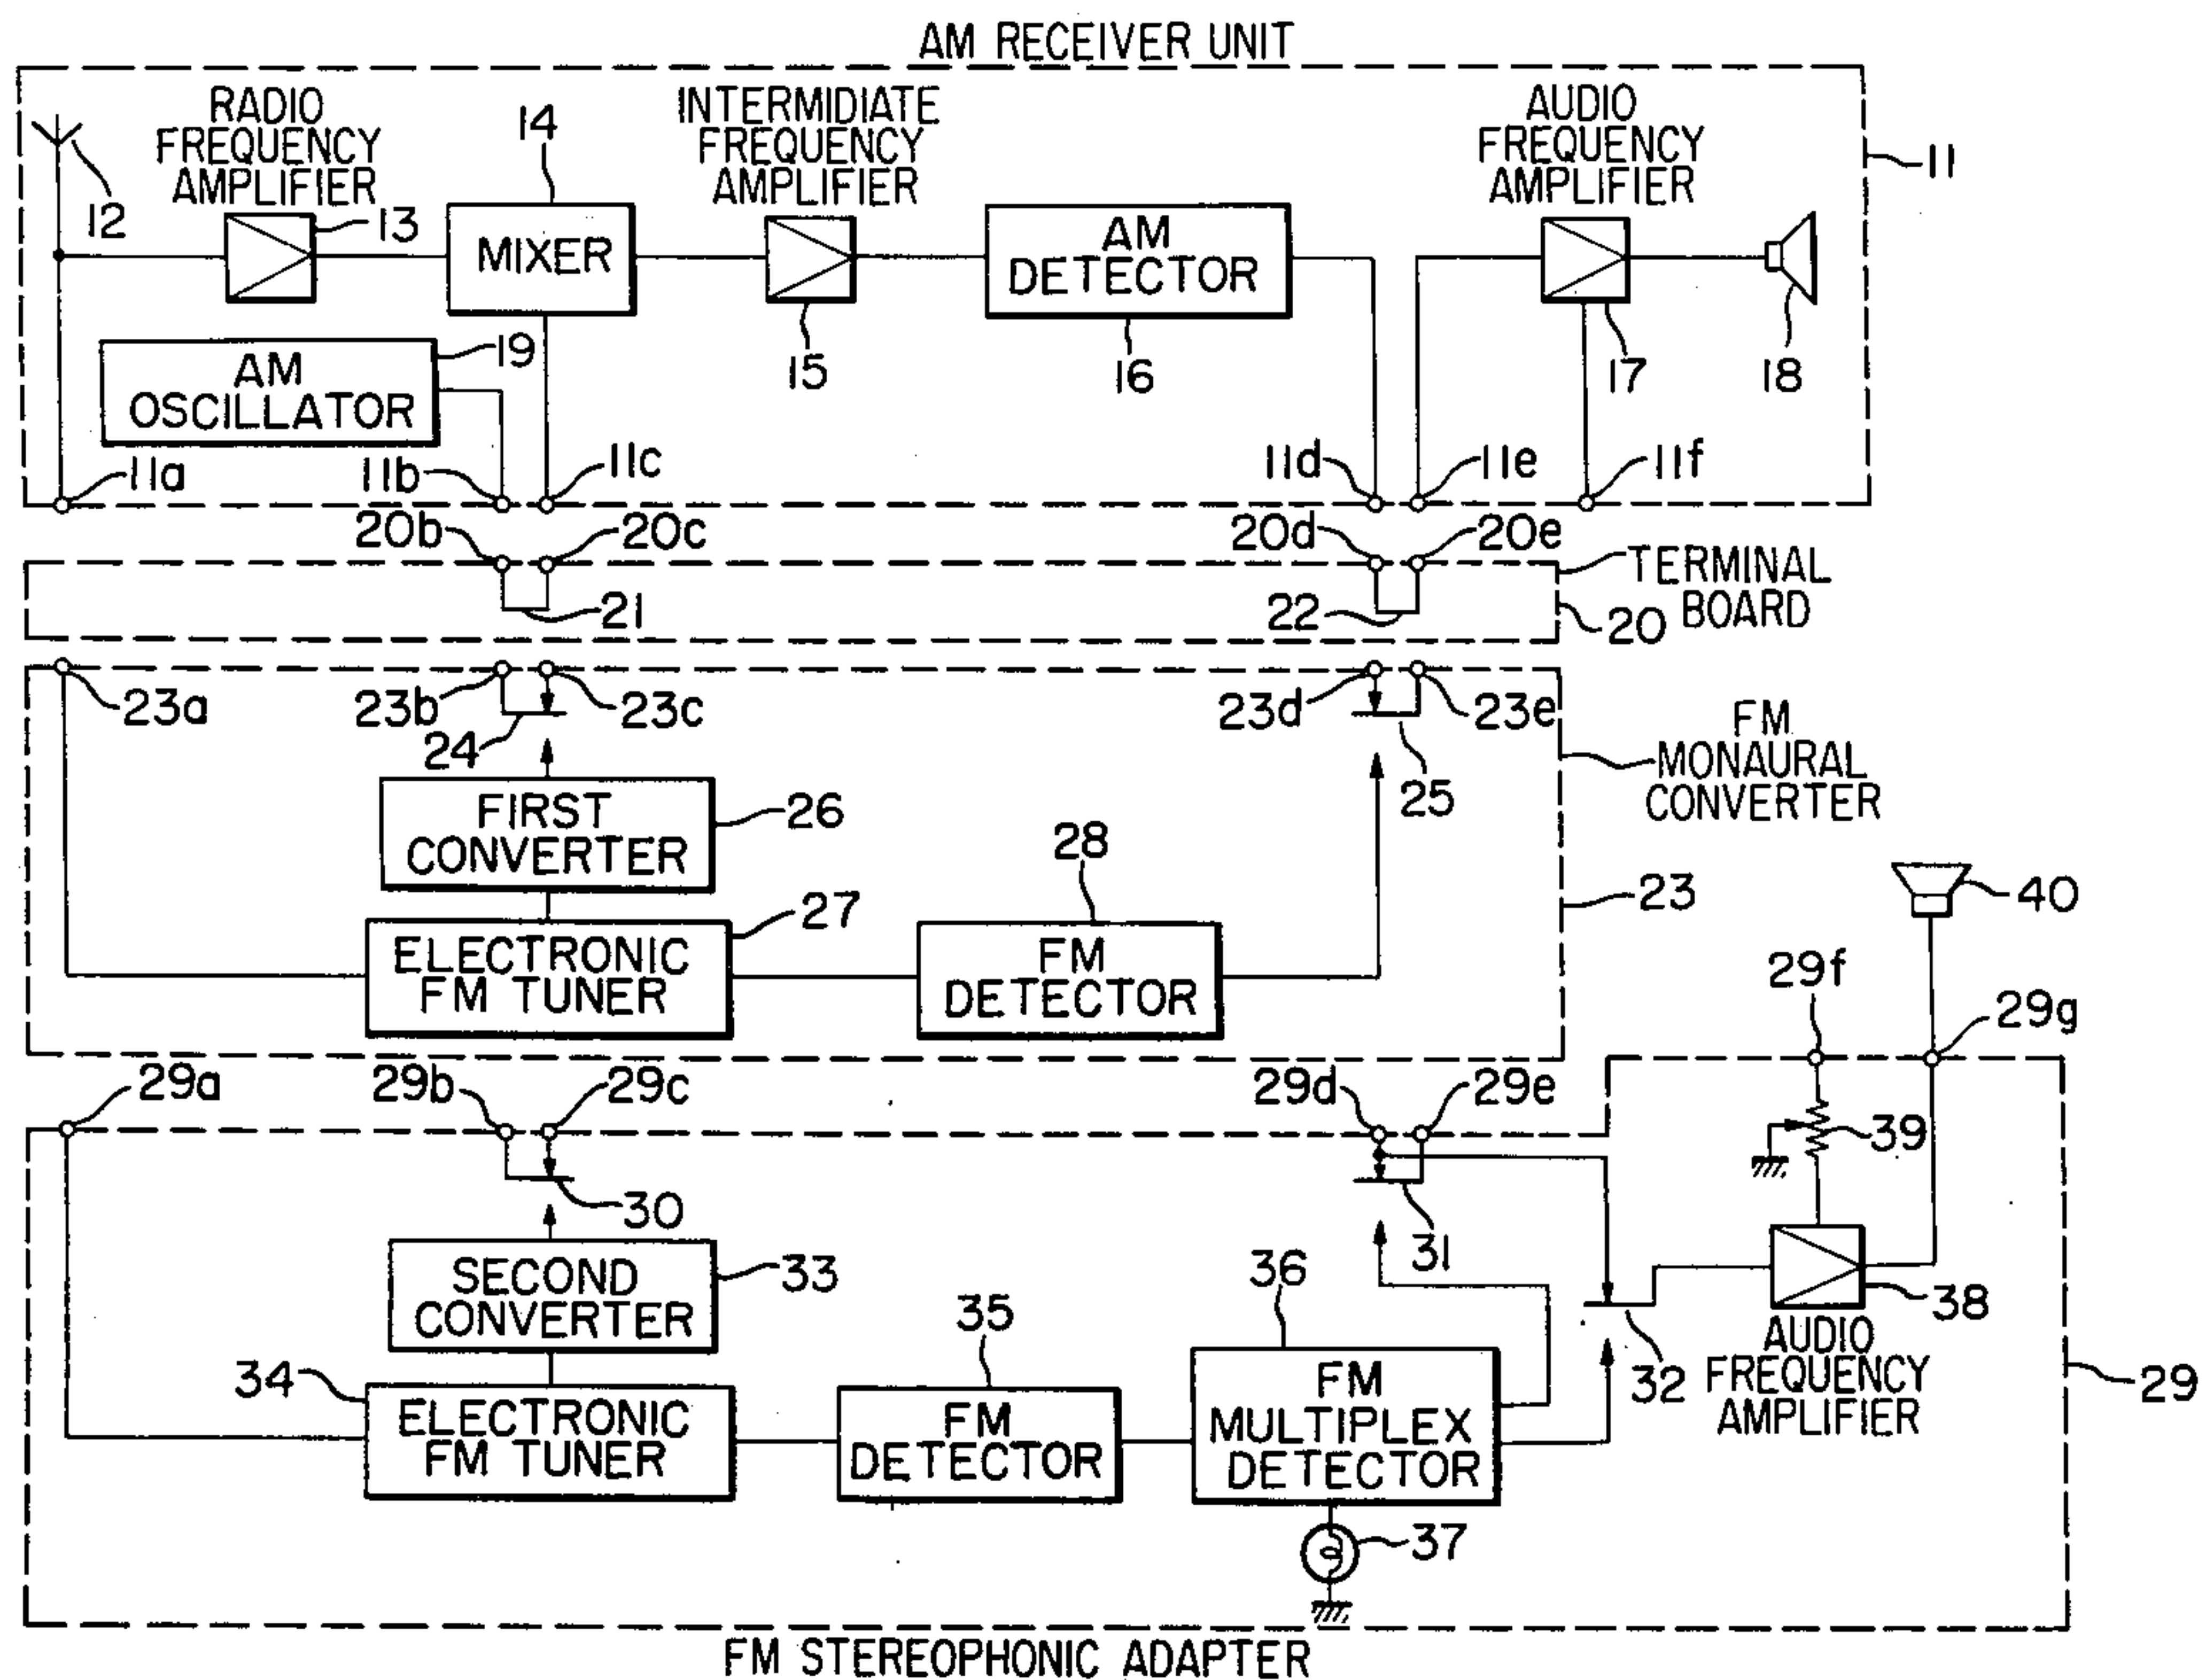 AM RECEIVER UNIT
RADIO
FREQUENCY
AMPLIFIER
14
INTERMIDIATE
FREQUENCY
AMPLIFIER
AUDIO
FREQUENCY
AMPLIFIER
11
12
13
MIXER
AM
DETECTOR
15
16
17
18
19
AM
OSCILLATOR
11a
11b
11c
11d
11e
11f
20b
20c
20d
20e
TERMINAL
BOARD
21
22
20
23a
23b
23c
23d
23e
24
25
FM
MONAURAL
CONVERTER
FIRST
CONVERTER
26
28
27
23
40
ELECTRONIC
FM TUNER
FM
DETECTOR
29f
29g
29a
29b
29c
29d
29e
39
30
31
SECOND
CONVERTER
33
36
38
35
32
AUDIO
FREQUENCY
AMPLIFIER
29
34
ELECTRONIC
FM TUNER
FM
DETECTOR
FM
MULTIPLEX
DETECTOR
37
FM STEREOPHONIC ADAPTER